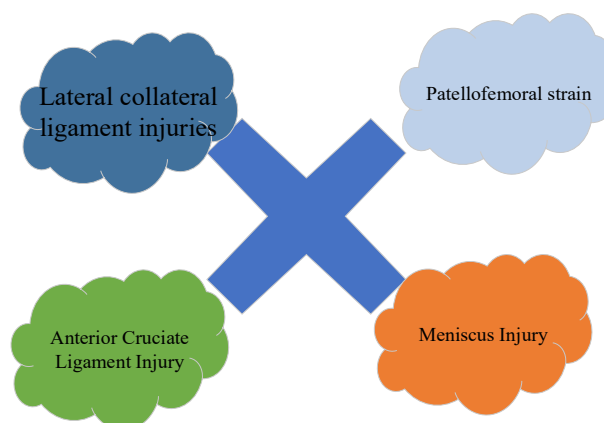 Lateral collateral
ligament injuries
Patellofemoral strain
Anterior Cruciate
Ligament Injury
Meniscus Injury